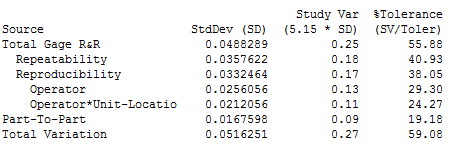 Study Var %Tolerance
Source StdDev (SD) (5.15 * SD) (SV/Toler)
Total Gage R&R 0.0488289 0.25 55.88
Repeatability 0.0357622 0.18 40.93
Reproducibility 0.0332464 0.17 38.05
Operator 0.0256056 0.13 29.30
Operator*Unit-Locatio 0.0212056 0.11 24.27
Part-To-Part 0.0167598 0.09 19.18
Total Variation 0.0516251 0.27 59.08